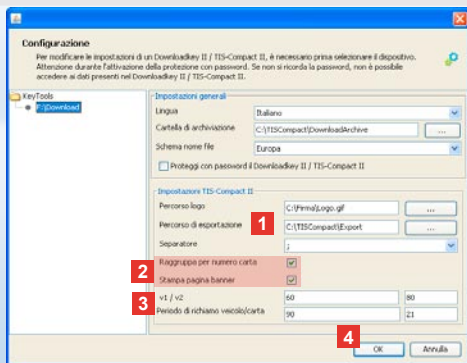 Configurazione
Per modificare le impostazioni di un Downloadkey II / TIS-Compact II, è necessario prima selezionare il dispositivo.
Attenzione durante l'attivazione della protezione con password. Se non si ricorda la password, non è possibile
accedere ai dati presenti nel Downloadkey II / TIS-Compact II.
KeyTools
F:\Download
Impostazioni generali
Lingua Italiano
Cartella di archiviazione C:\TISCompact\DownloadArchive ...
Schema nome file Europa
Proteggi con password il Downloadkey II / TIS-Compact II
Impostazioni TIS-Compact II
Percorso logo C:\Firma\Logo.gif ...
Percorso di esportazione 1 C:\TISCompact\Export ...
Separatore ;
2 Raggruppa per numero carta
Stampa pagina banner
3 v1 / v2 60 80
Periodo di richiamo veicolo/carta 90 21
4
OK Annulla